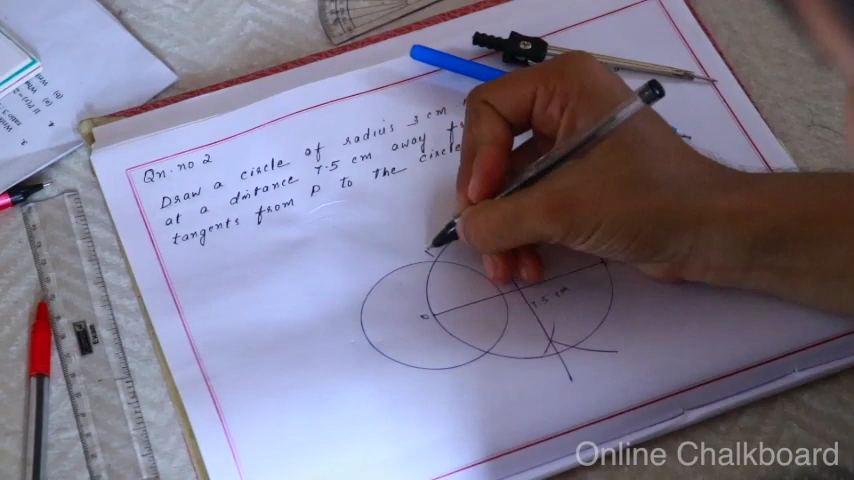 Qn. no 2
Draw a circle of radius 3 cm
at a distance 7.5 cm away
tangents from P to the circle
O
7.5 cm
Online Chalkboard